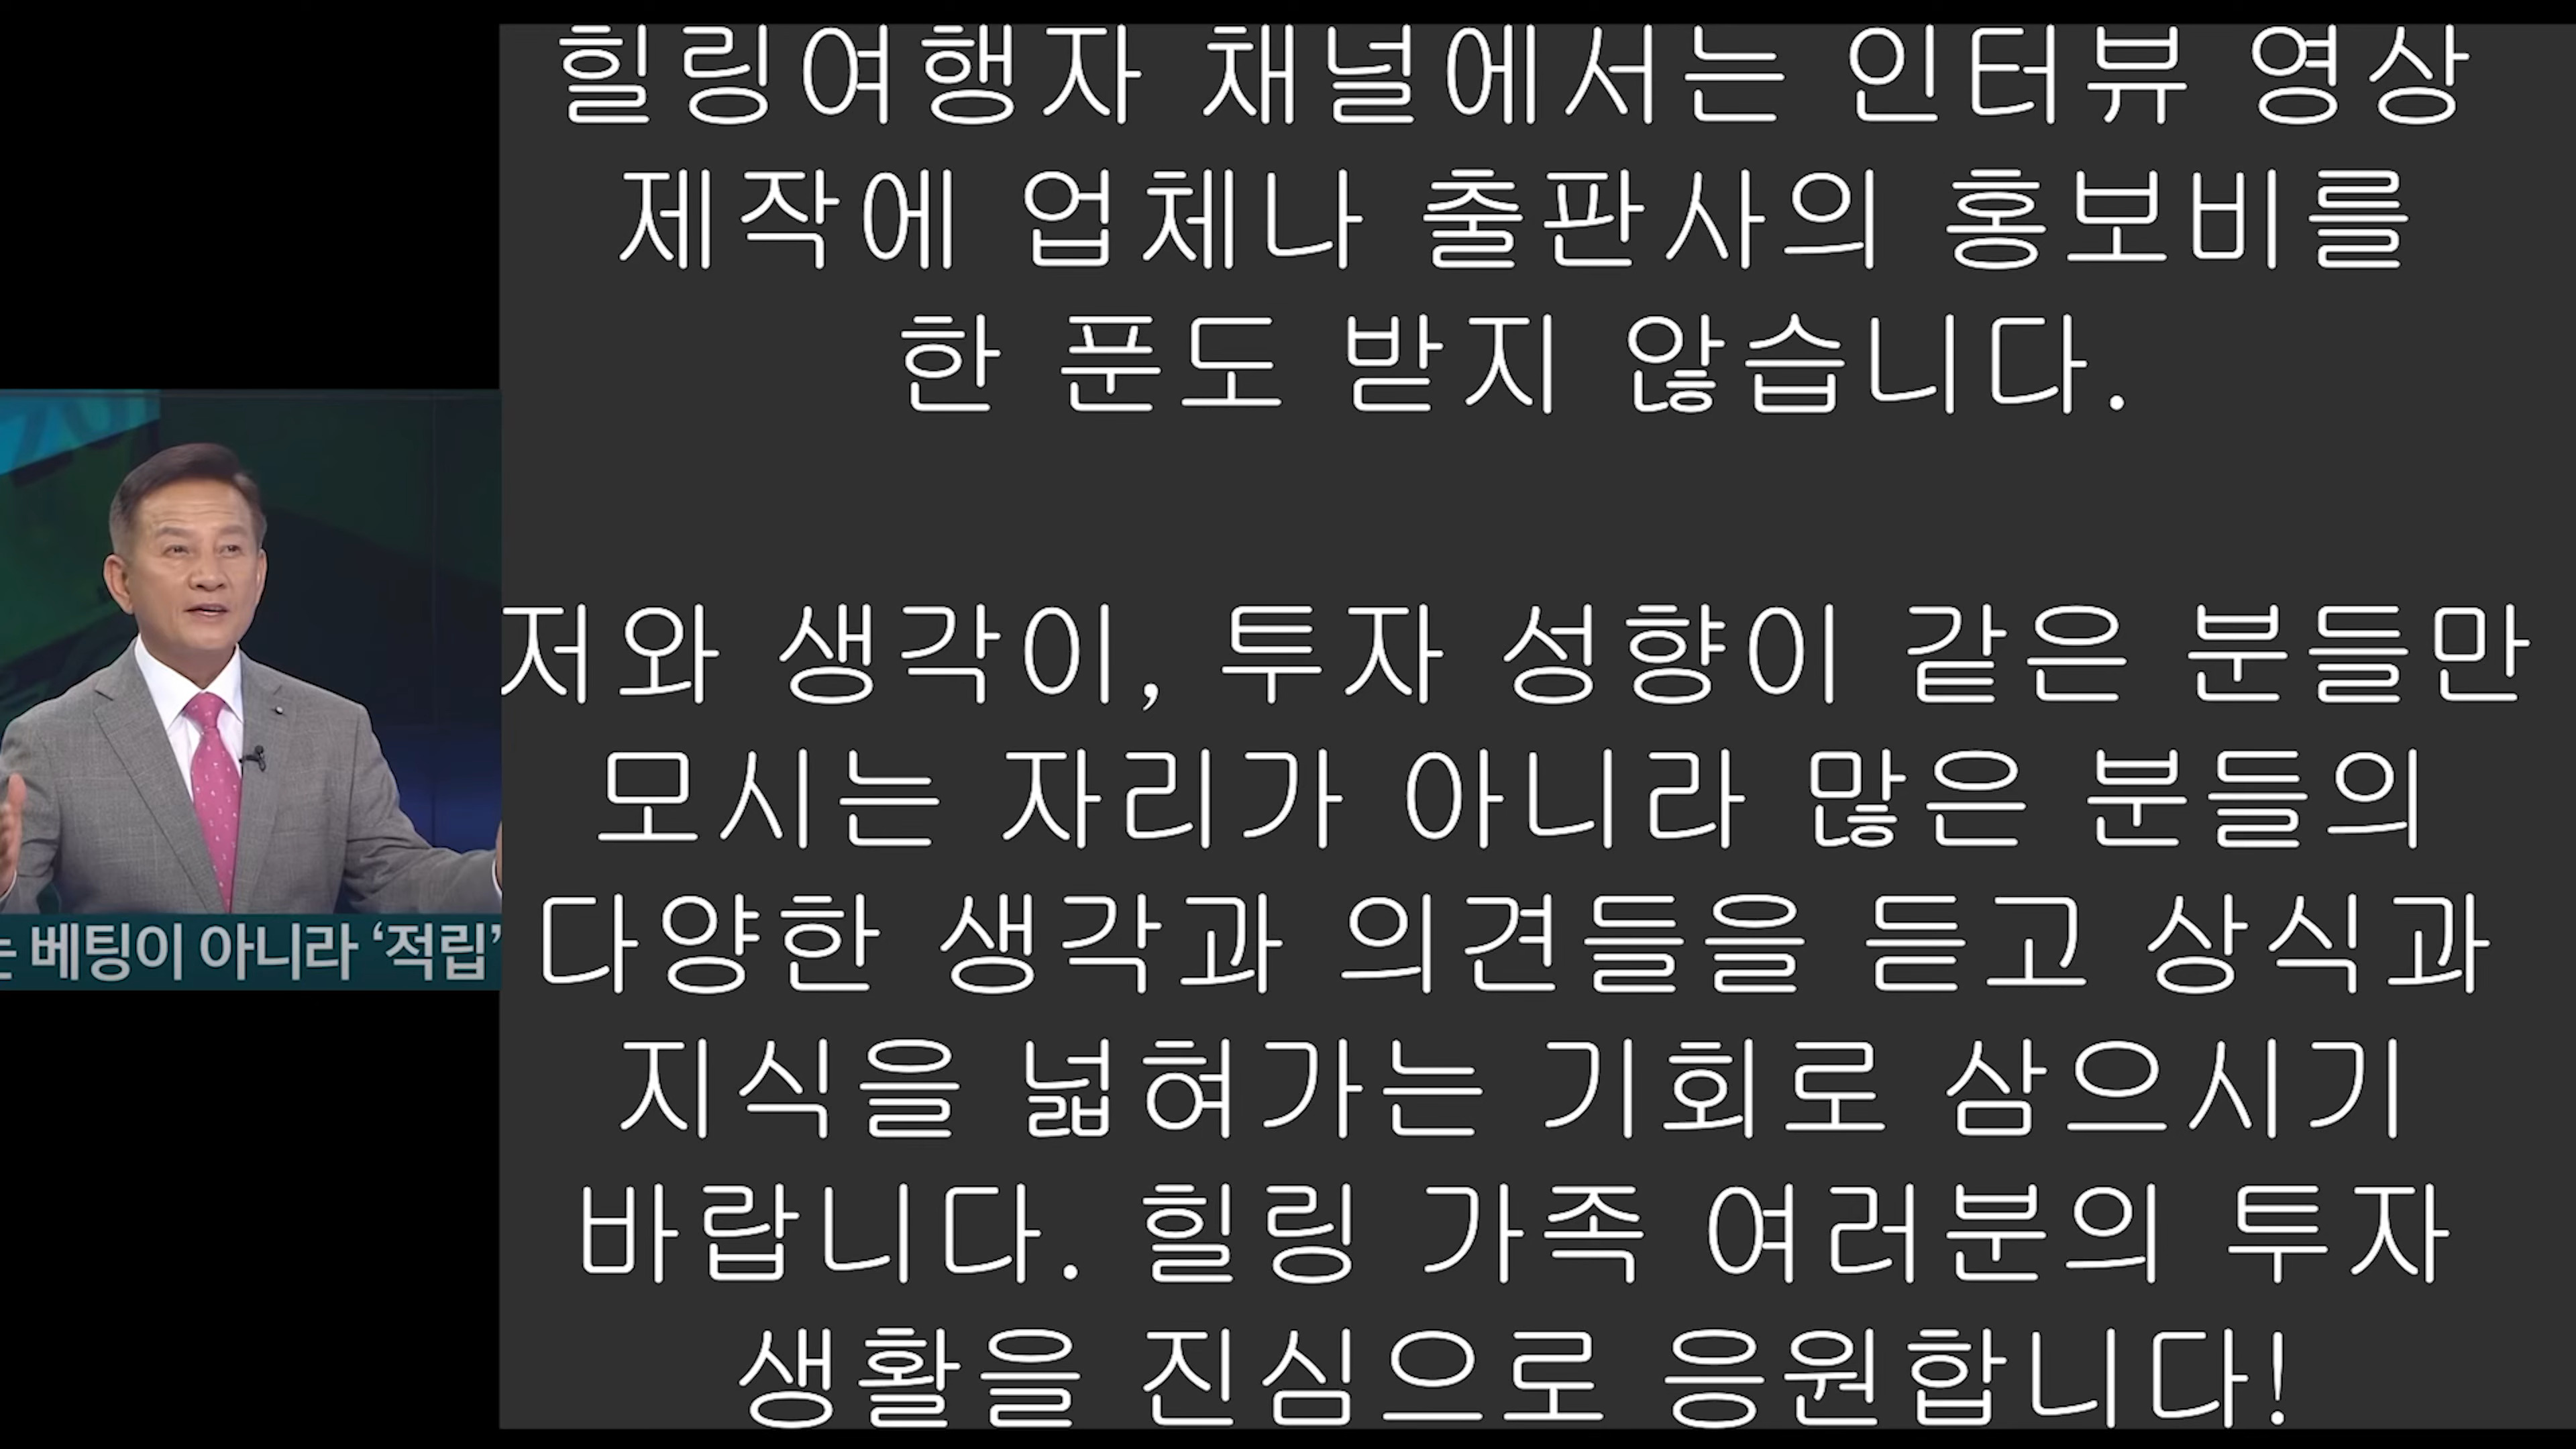 힐링여행자 채널에서는 인터뷰 영상
제작에 업체나 출판사의 홍보비를
한 푼도 받지 않습니다.
저와 생각이, 투자 성향이 같은 분들만
모시는 자리가 아니라 많은 분들의
다양한 생각과 의견들을 듣고 상식과
지식을 넓혀가는 기회로 삼으시기
바랍니다. 힐링 가족 여러분의 투자
생활을 진심으로 응원합니다!
는 베팅이 아니라 ‘적립’